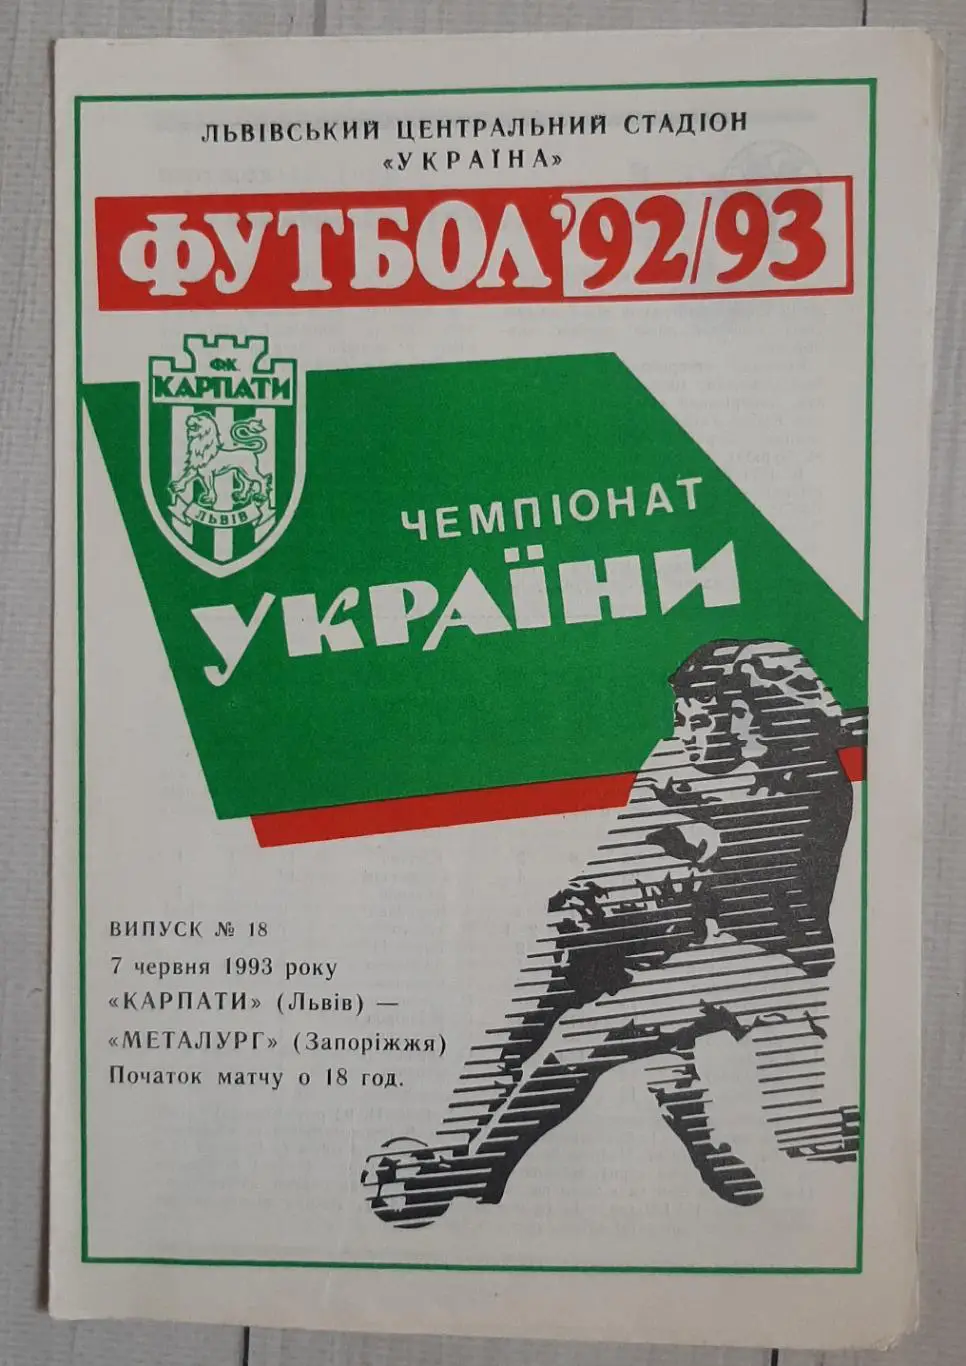 ЛЬВІВСЬКИЙ ЦЕНТРАЛЬНИЙ СТАДІОН
«УКРАЇНА»
ФУТБОЛ '92/93
ФК
КАРПАТИ
ЛЬВІВ
ЧЕМПІОНАТ
УКРАЇНИ
ВИПУСК № 18
7 червня 1993 року
«КАРПАТИ» (Львів) —
«МЕТАЛУРГ» (Запоріжжя)
Початок матчу о 18 год.